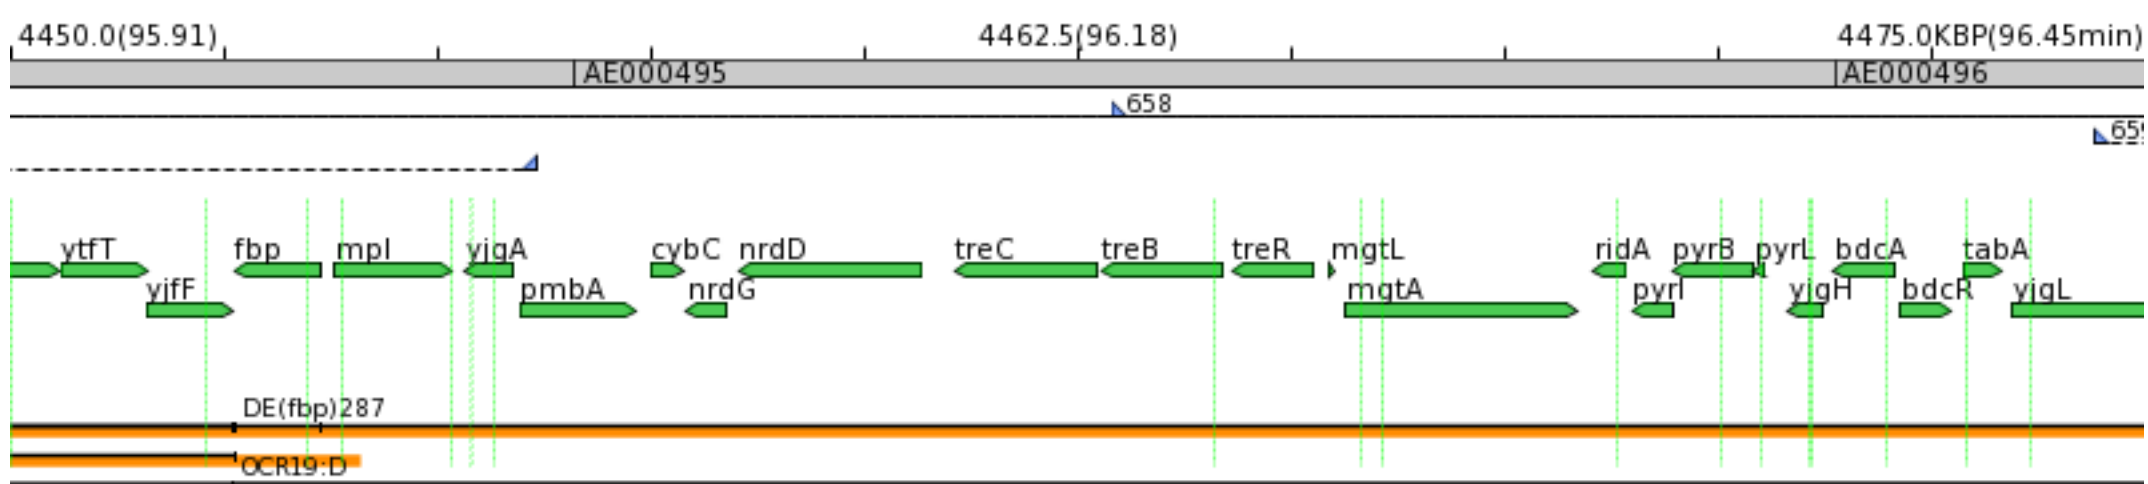 4450.0(95.91) 4462.5(96.18) 4475.0KBP(96.45min)
AE000495 AE000496
658
659
ytfT fbp mpl yjgA cybC nrdD treC treB treR mgtL ridA pyrB pyrL bdcA tabA
yjfF pmbA nrdG mgtA pyrI yjgH bdcR yjgL
DE(fbp)287
OCR19:D